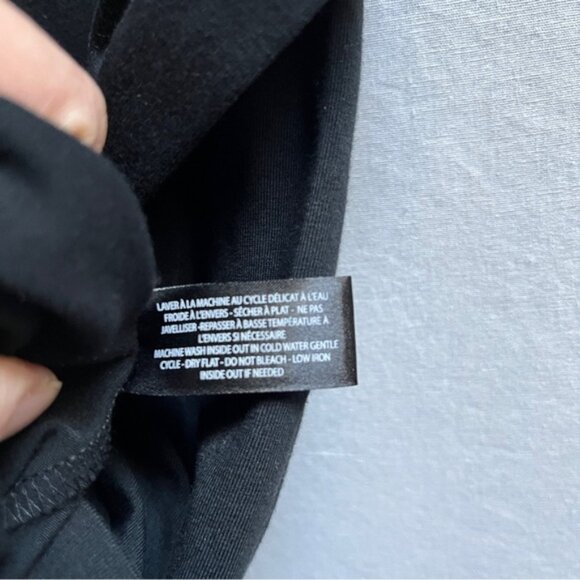 LAVER À LA MACHINE AU CYCLE DÉLICAT À L'EAU
FROIDE À L'ENVERS - SÉCHER À PLAT - NE PAS
JAVELLISER -REPASSER À BASSE TEMPÉRATURE À
L'ENVERS SI NÉCESSAIRE
MACHINE WASH INSIDE OUT IN COLD WATER GENTLE
CYCLE - DRY FLAT - DO NOT BLEACH - LOW IRON
INSIDE OUT IF NEEDED